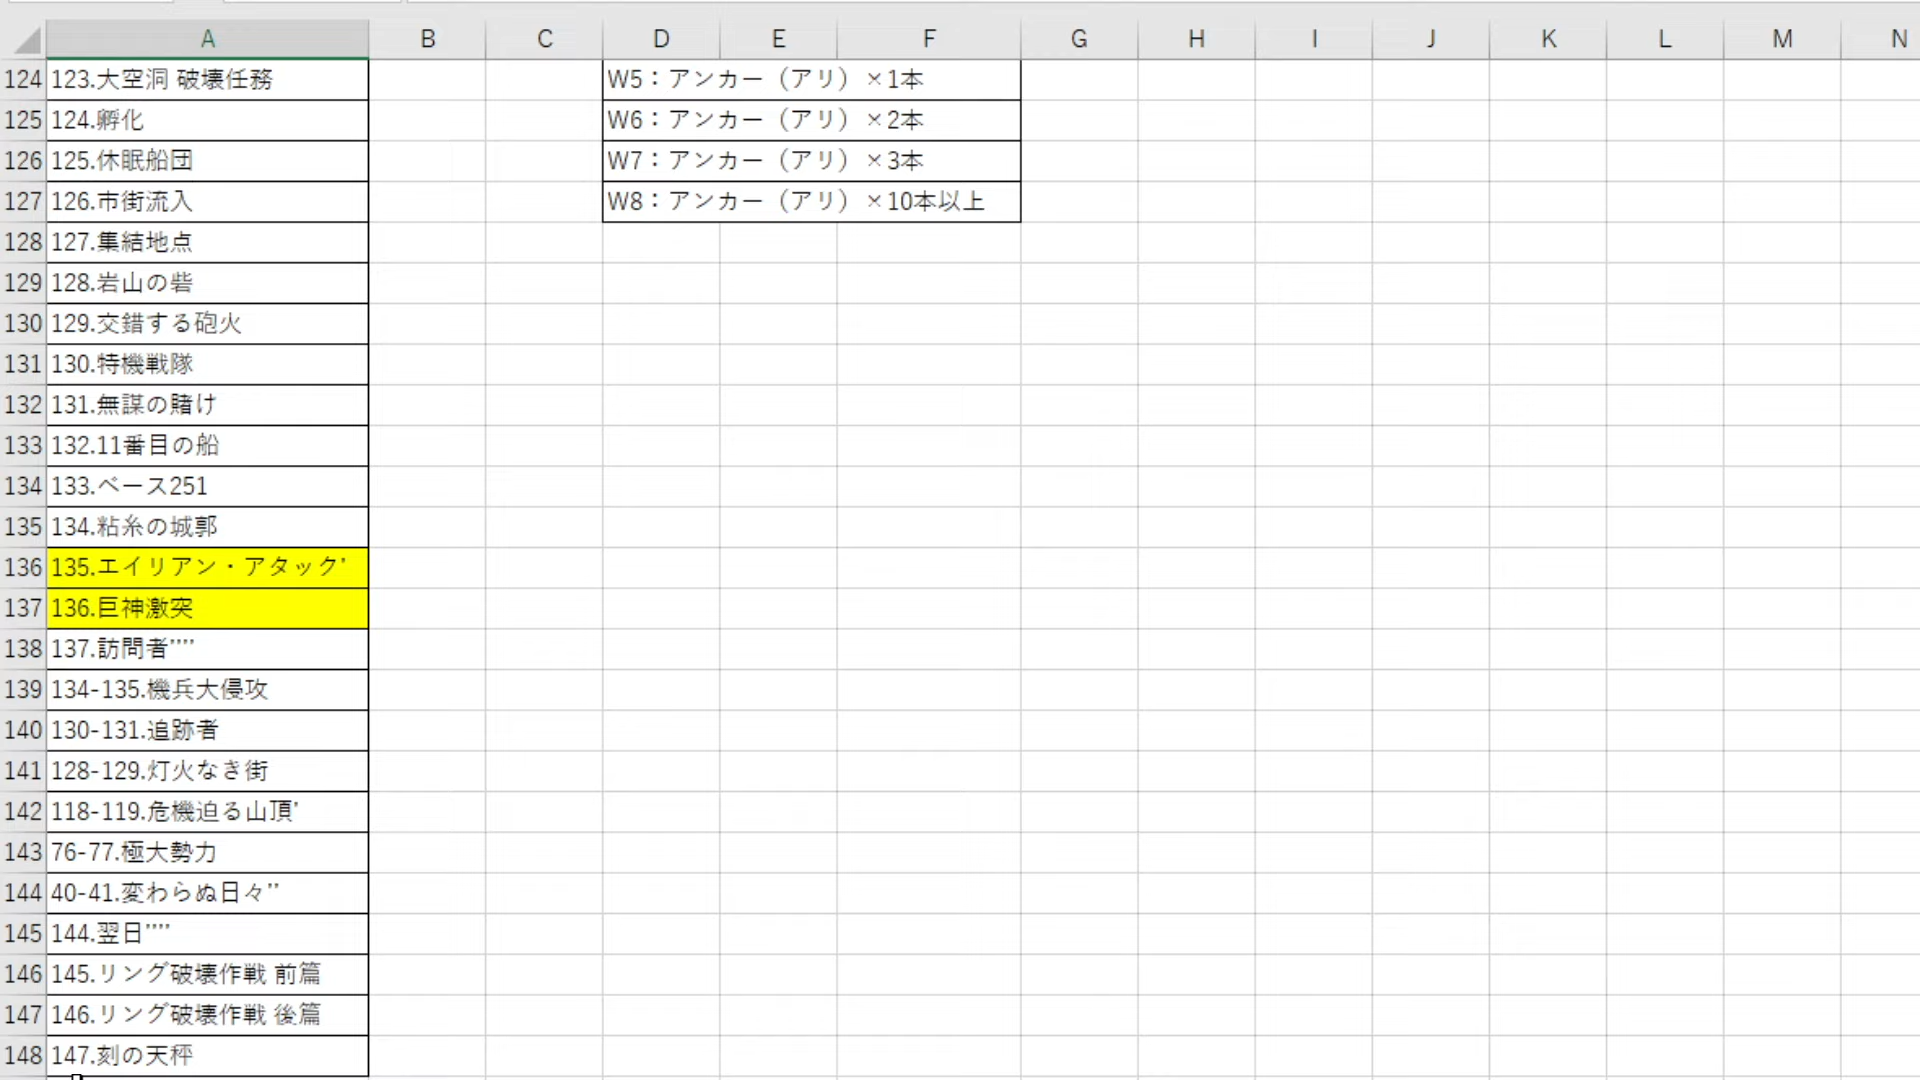 A B C D E F G H I J K L M N
124 123.大空洞 破壊任務 W5：アンカー（アリ）×1本
125 124.孵化 W6：アンカー（アリ）×2本
126 125.休眠船団 W7：アンカー（アリ）×3本
127 126.市街流入 W8：アンカー（アリ）×10本以上
128 127.集結地点
129 128.岩山の砦
130 129.交錯する砲火
131 130.特機戦隊
132 131.無謀の賭け
133 132.11番目の船
134 133.ベース251
135 134.粘糸の城郭
136 135.エイリアン・アタック'
137 136.巨神激突
138 137.訪問者''''
139 134-135.機兵大侵攻
140 130-131.追跡者
141 128-129.灯火なき街
142 118-119.危機迫る山頂'
143 76-77.極大勢力
144 40-41.変わらぬ日々''
145 144.翌日''''
146 145.リング破壊作戦 前篇
147 146.リング破壊作戦 後篇
148 147.刻の天秤